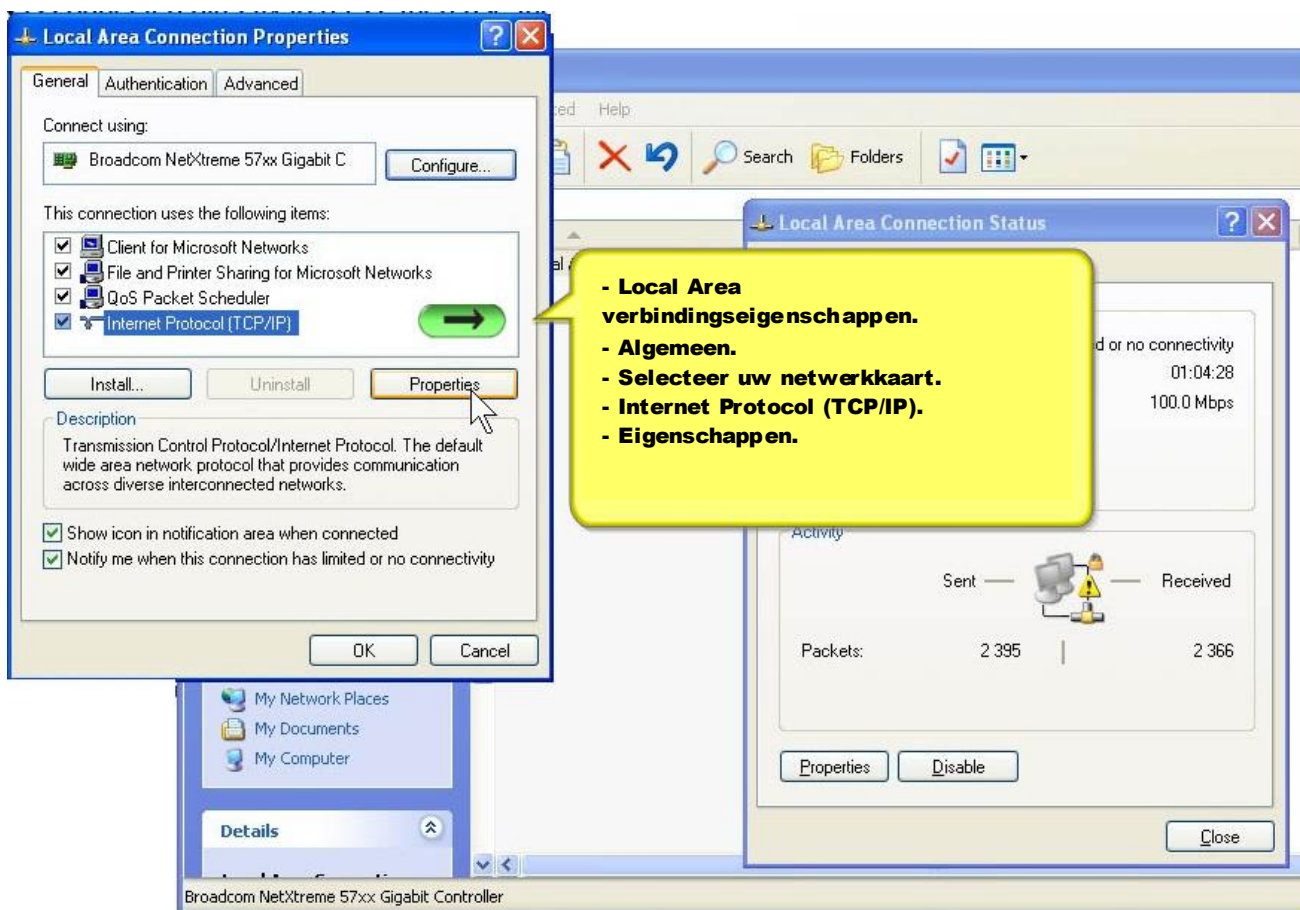 Local Area Connection Properties
General Authentication Advanced
Connect using:
Broadcom NetXtreme 57xx Gigabit C
Configure...
This connection uses the following items:
Client for Microsoft Networks
File and Printer Sharing for Microsoft Networks
QoS Packet Scheduler
Internet Protocol (TCP/IP)
Install...
Uninstall
Properties
Description
Transmission Control Protocol/Internet Protocol. The default
wide area network protocol that provides communication
across diverse interconnected networks.
Show icon in notification area when connected
Notify me when this connection has limited or no connectivity
OK
Cancel
Help
Search
Folders
- Local Area
verbindingseigenschappen.
- Algemeen.
- Selecteer uw netwerkkaart.
- Internet Protocol (TCP/IP).
- Eigenschappen.
Local Area Connection Status
or no connectivity
01:04:28
100.0 Mbps
Activity
Sent
Received
Packets:
2 395
2 366
Properties
Disable
Close
My Network Places
My Documents
My Computer
Details
Broadcom NetXtreme 57xx Gigabit Controller